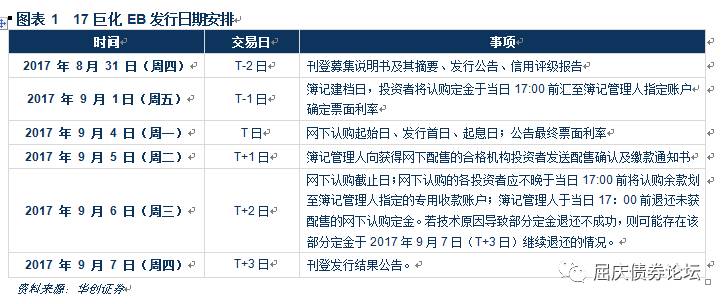 图表 1 17 巨化 EB 发行日期安排
时间 交易日 事项
2017 年 8 月 31 日（周四） T-2 日 刊登募集说明书及其摘要、发行公告、信用评级报告
2017 年 9 月 1日（周五） T-1 日 簿记建档日，投资者将认购定金于当日 17:00 前汇至簿记管理人指定账户
确定票面利率
2017 年 9 月 4 日（周一） T 日 网下认购起始日、发行首日、起息日；公告最终票面利率
2017 年 9 月 5 日（周二） T+1 日 簿记管理人向获得网下配售的合格机构投资者发送配售确认及缴款通知书
2017 年 9 月 6 日（周三） T+2 日 网下认购截止日；网下认购的各投资者应不晚于当日 17:00 前将认购余款划
至簿记管理人指定的专用收款账户；簿记管理人于当日 17：00 前退还未获
配售的网下认购定金。若技术原因导致部分定金退还不成功，则可能存在该
部分定金于 2017 年 9 月 7 日（T+3 日）继续退还的情况。
2017 年 9 月 7 日（周四） T+3 日 刊登发行结果公告。
资料来源：华创证券
屈庆债券论坛